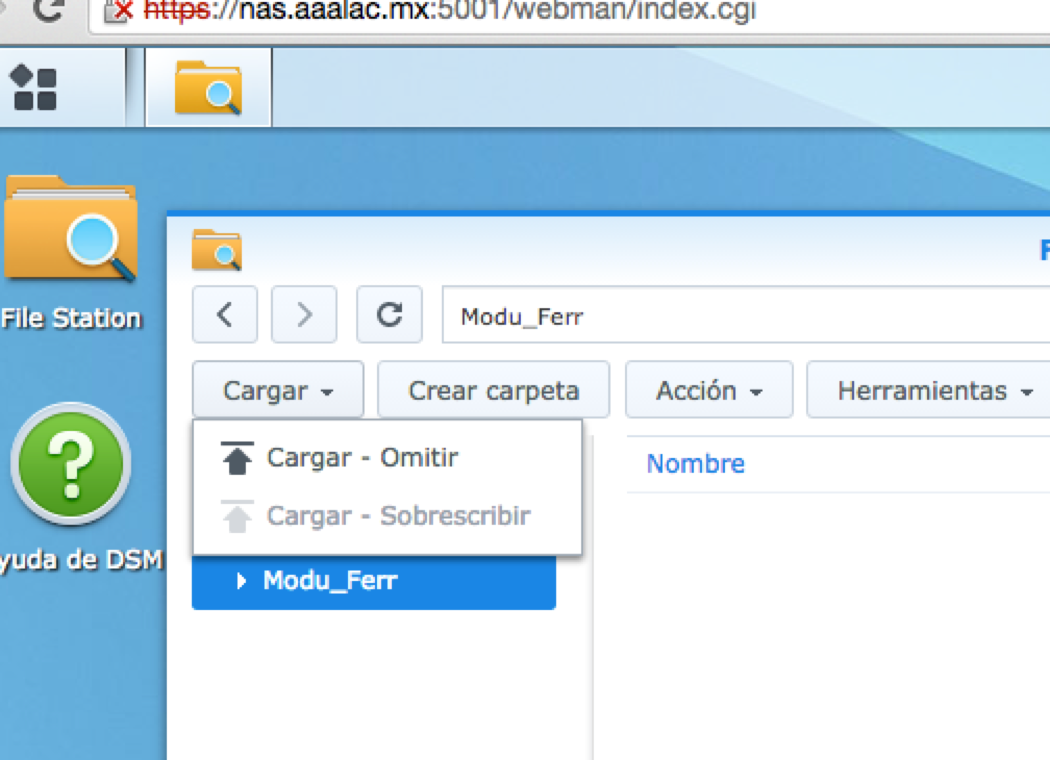 https://nas.aaalac.mx:5001/webman/index.cgi
File Station
Modu_Ferr
Cargar
Crear carpeta
Acción
Herramientas
Cargar - Omitir
Nombre
Cargar - Sobrescribir
yuda de DSM
Modu_Ferr